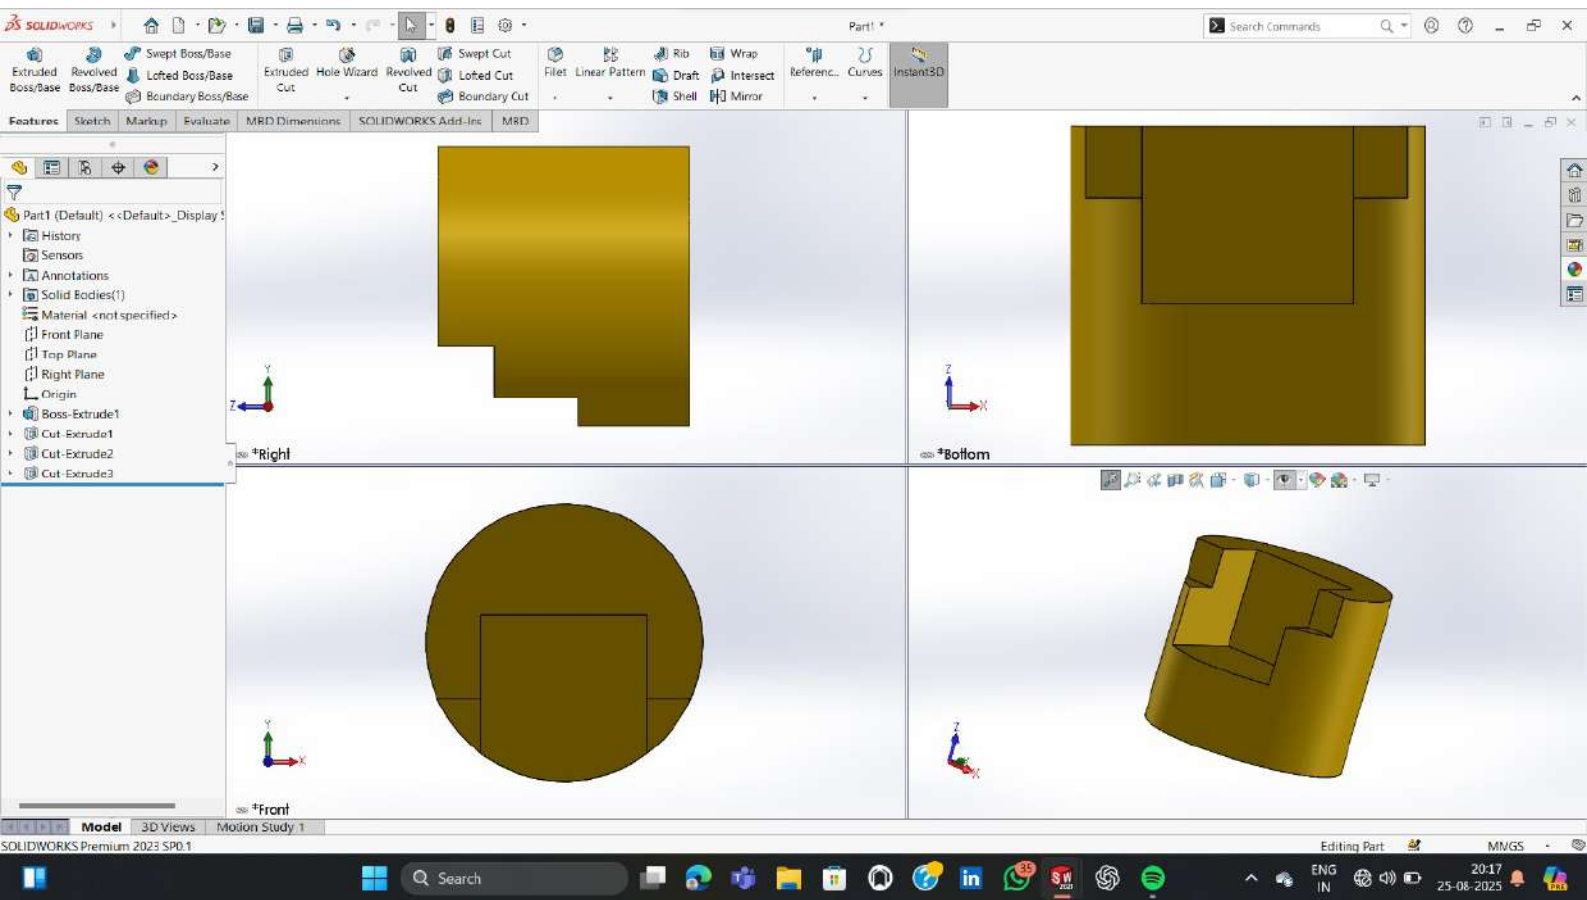 SOLIDWORKS
Part1 *
Search Commands
Extruded Boss/Base
Revolved Boss/Base
Swept Boss/Base
Lofted Boss/Base
Boundary Boss/Base
Extruded Cut
Hole Wizard
Revolved Cut
Swept Cut
Lofted Cut
Boundary Cut
Fillet
Linear Pattern
Rib
Draft
Shell
Wrap
Intersect
Mirror
Referenc...
Curves
Instant3D
Features Sketch Markup Evaluate MBD Dimensions SOLIDWORKS Add-Ins MBD
Part1 (Default) <<Default>_Display S
History
Sensors
Annotations
Solid Bodies(1)
Material <not specified>
Front Plane
Top Plane
Right Plane
Origin
Boss-Extrude1
Cut-Extrude1
Cut-Extrude2
Cut-Extrude3
Y
Z
*Right
Z
X
*Bottom
Y
X
*Front
Z
X
Model 3D Views Motion Study 1
SOLIDWORKS Premium 2023 SP0.1
Editing Part
MMGS
Search
35
SW
2023
in
ENG
IN
20:17
25-08-2025
PRE